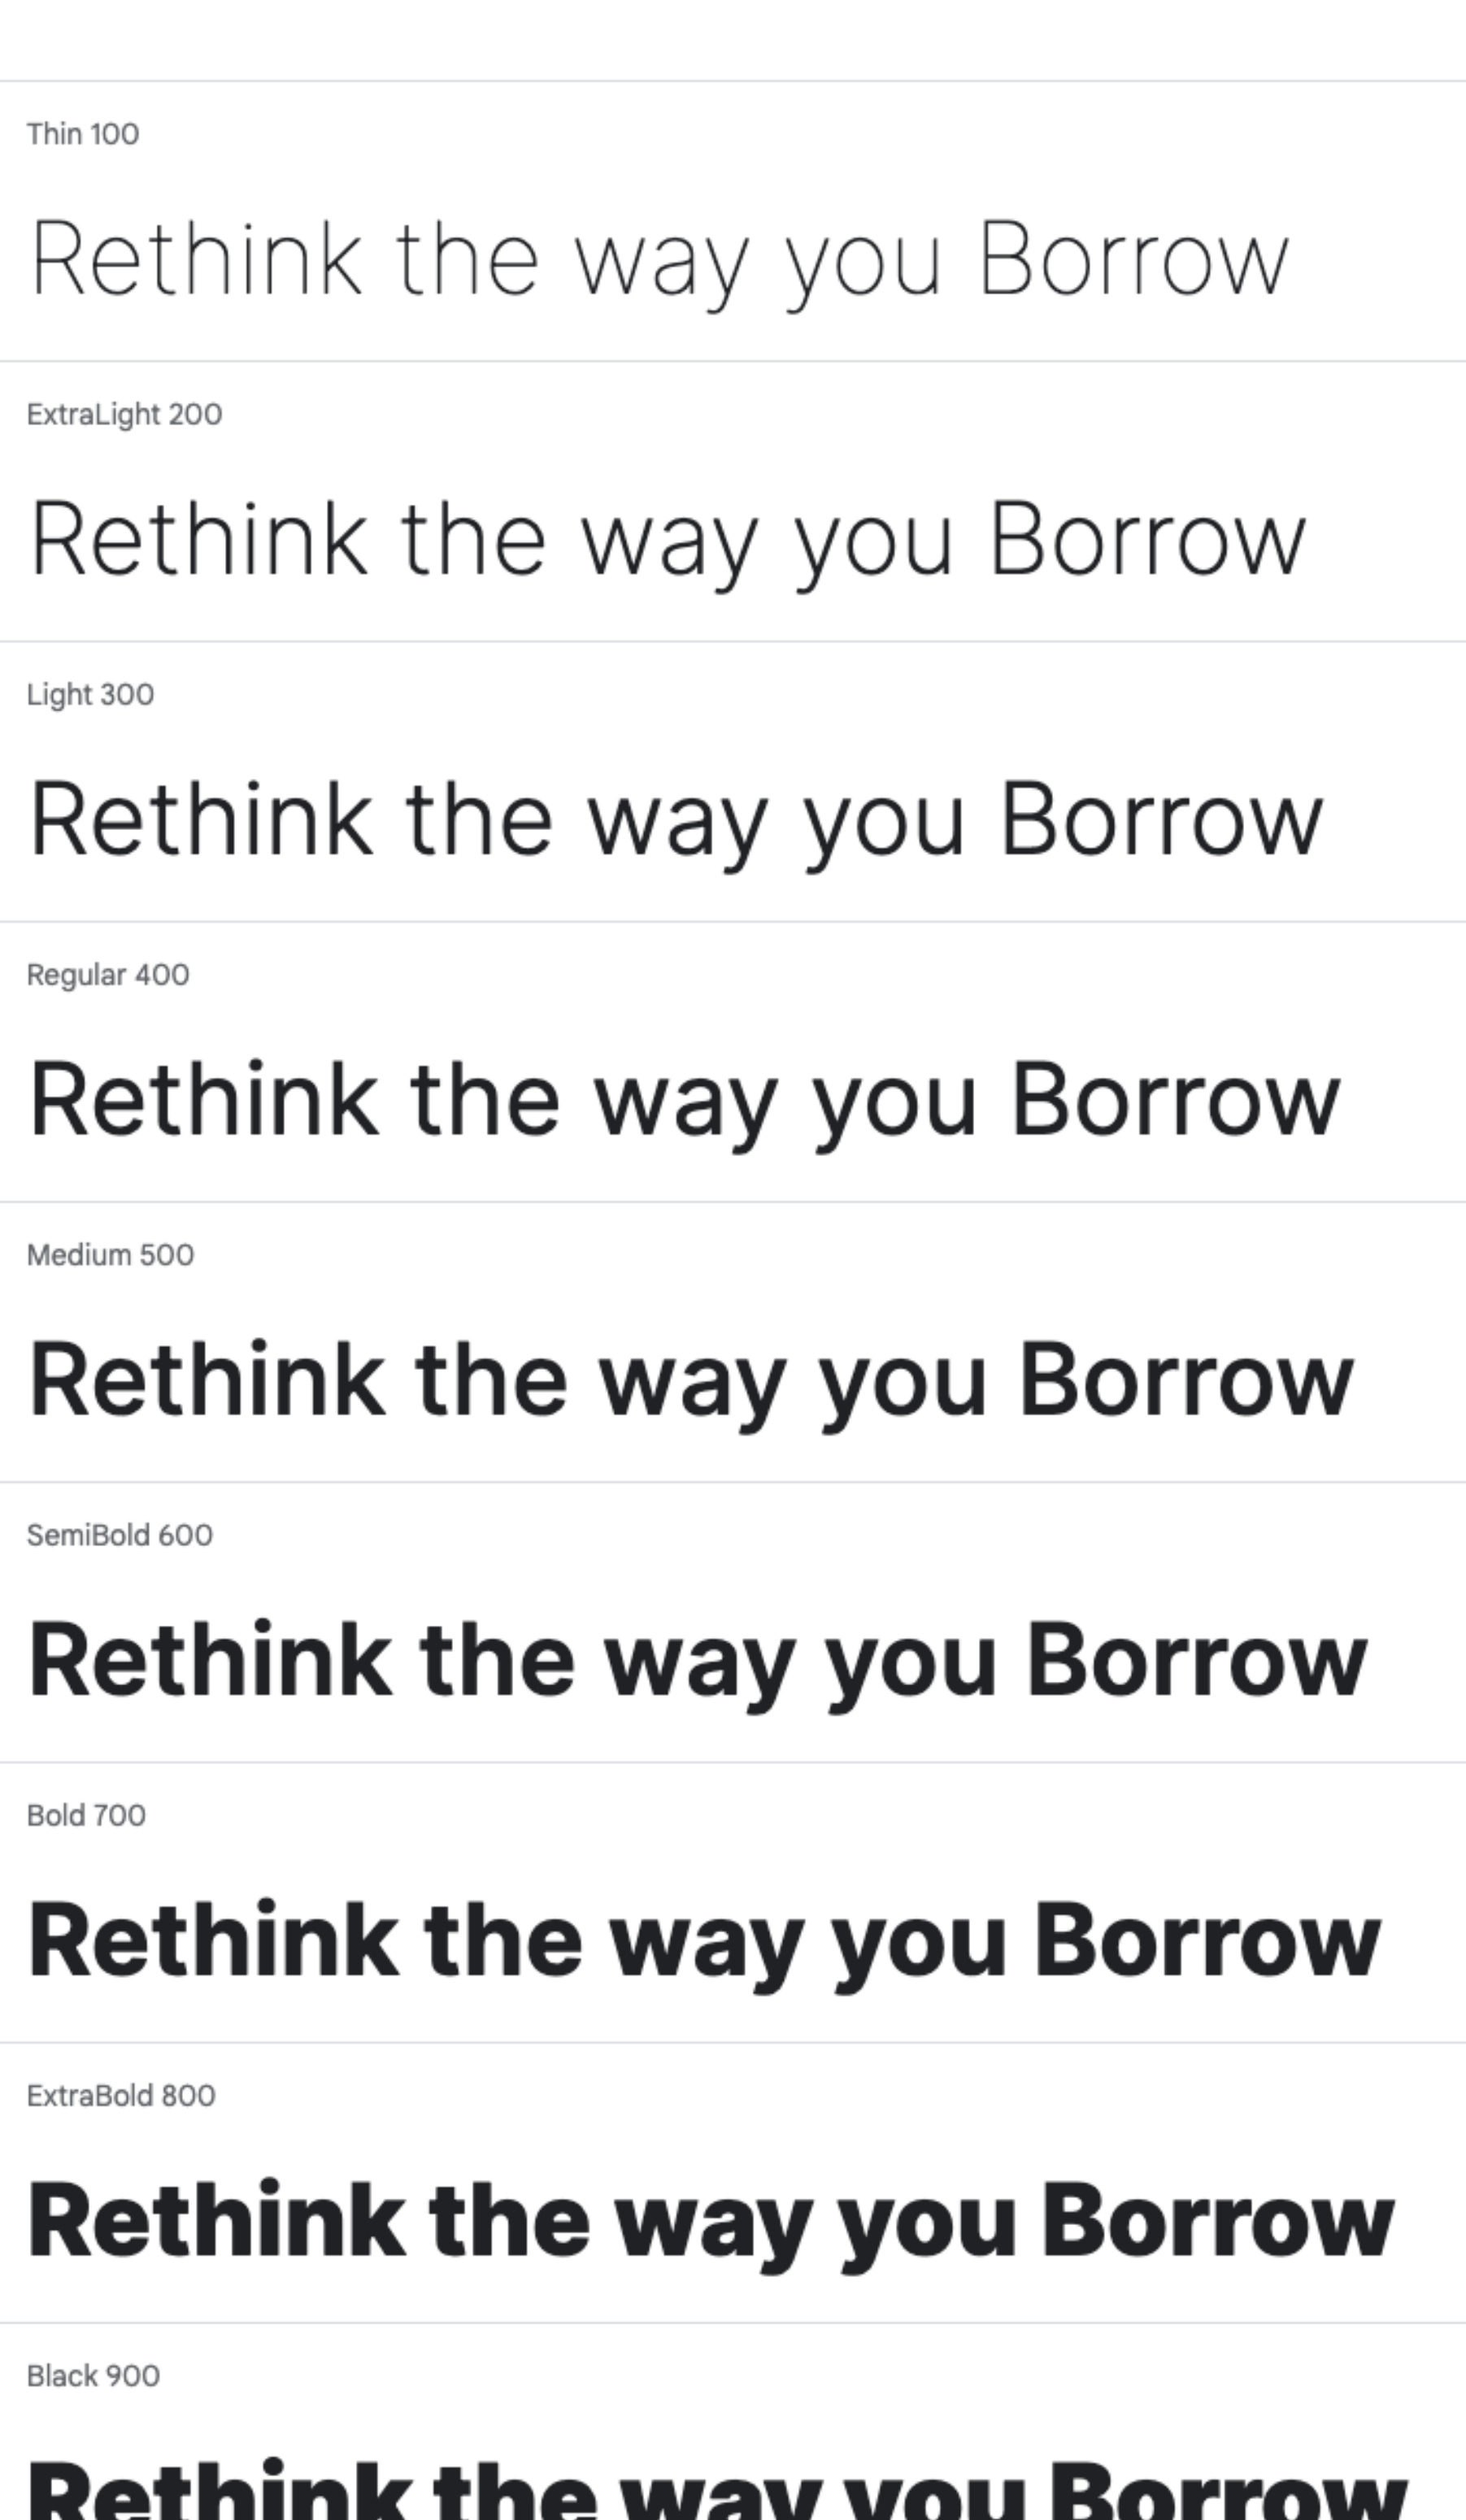 Thin 100
Rethink the way you Borrow
ExtraLight 200
Rethink the way you Borrow
Light 300
Rethink the way you Borrow
Regular 400
Rethink the way you Borrow
Medium 500
Rethink the way you Borrow
SemiBold 600
Rethink the way you Borrow
Bold 700
Rethink the way you Borrow
ExtraBold 800
Rethink the way you Borrow
Black 900
Rethink the way you Borrow